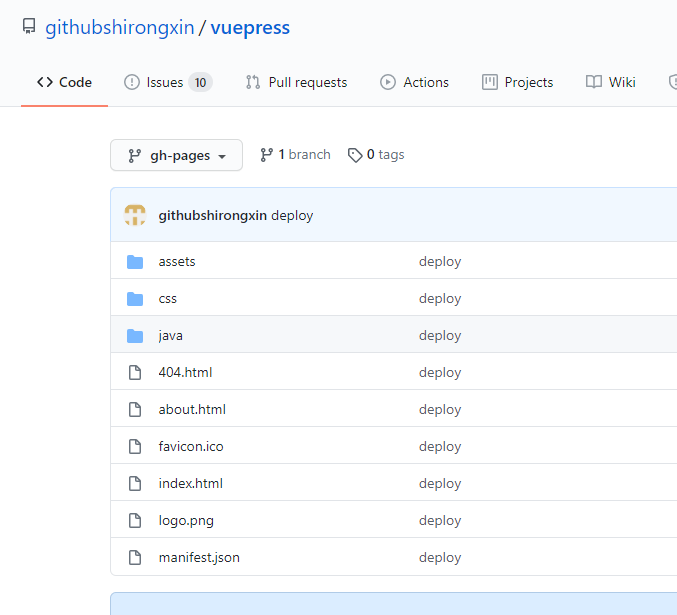 githubshirongxin / vuepress
Code Issues 10 Pull requests Actions Projects Wiki
gh-pages 1 branch 0 tags
githubshirongxin deploy
assets deploy
css deploy
java deploy
404.html deploy
about.html deploy
favicon.ico deploy
index.html deploy
logo.png deploy
manifest.json deploy